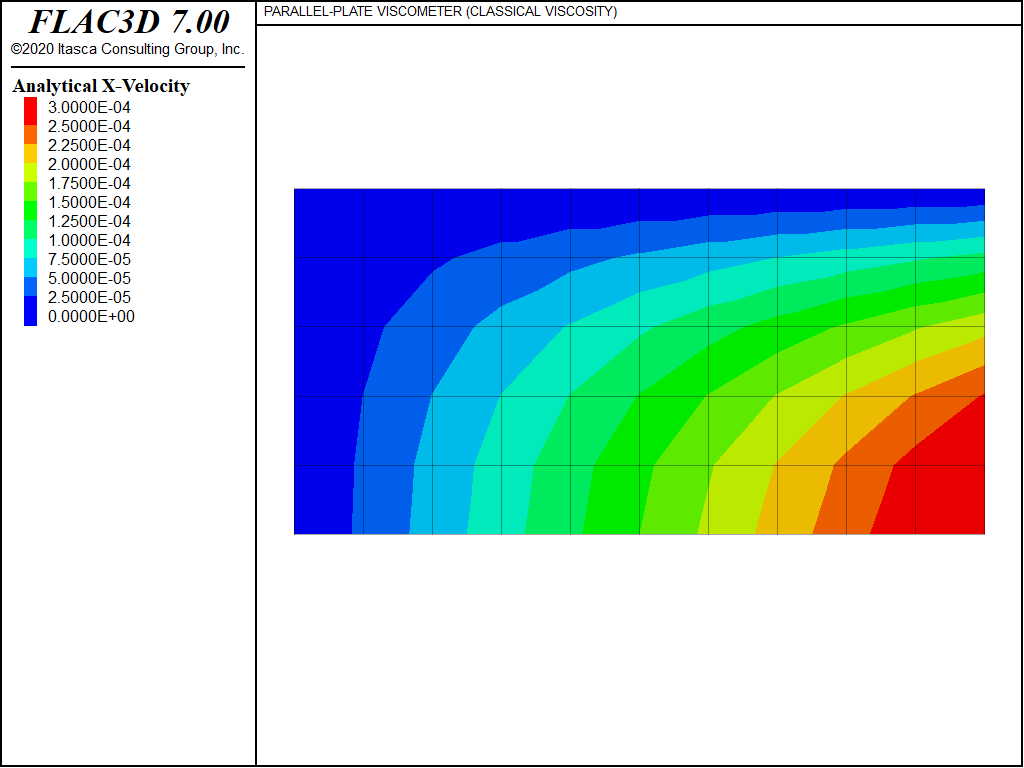 FLAC3D 7.00
©2020 Itasca Consulting Group, Inc.
PARALLEL-PLATE VISCOMETER (CLASSICAL VISCOSITY)
Analytical X-Velocity
3.0000E-04
2.5000E-04
2.2500E-04
2.0000E-04
1.7500E-04
1.5000E-04
1.2500E-04
1.0000E-04
7.5000E-05
5.0000E-05
2.5000E-05
0.0000E+00